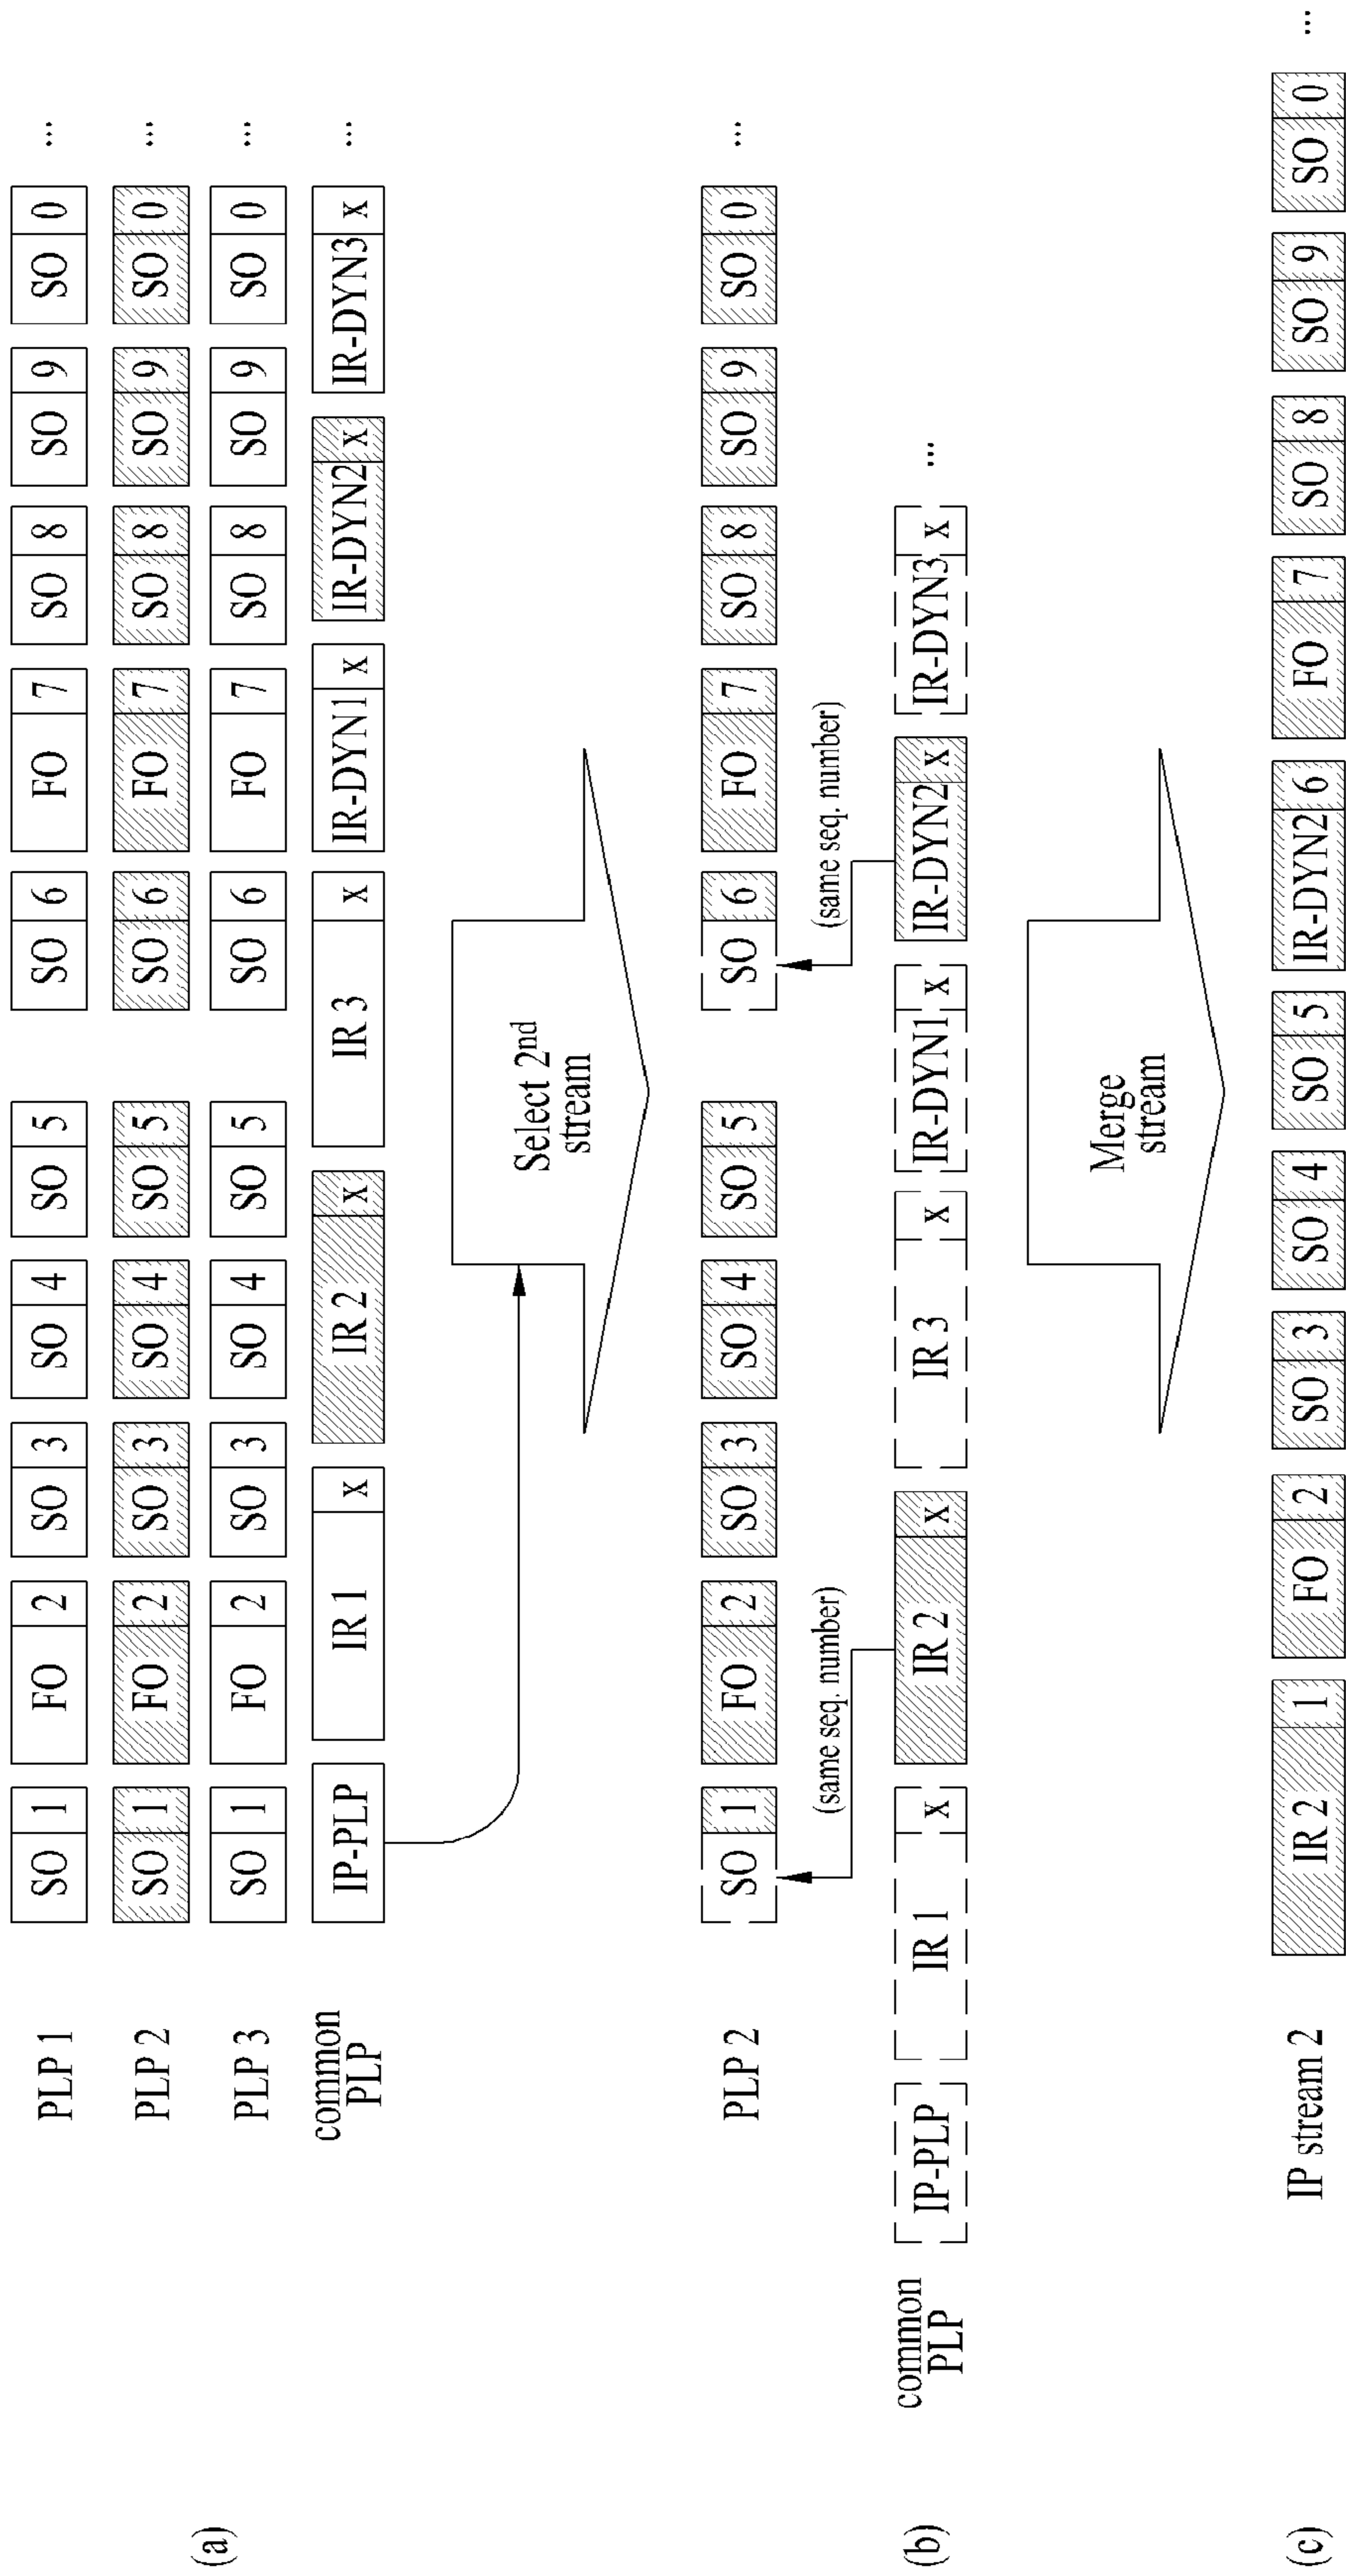 (a)
PLP 1 SO 1 FO 2 SO 3 SO 4 SO 5 SO 6 FO 7 SO 8 SO 9 SO 0 ...
PLP 2 SO 1 FO 2 SO 3 SO 4 SO 5 SO 6 FO 7 SO 8 SO 9 SO 0 ...
PLP 3 SO 1 FO 2 SO 3 SO 4 SO 5 SO 6 FO 7 SO 8 SO 9 SO 0 ...
common
PLP
IP-PLP IR 1 x IR 2 x IR 3 x IR-DYN1 x IR-DYN2 x IR-DYN3 x ...
Select 2nd
stream
PLP 2 SO 1 FO 2 SO 3 SO 4 SO 5 SO 6 FO 7 SO 8 SO 9 SO 0 ...
(same seq. number) (same seq. number)
(b)
common
PLP
IP-PLP IR 1 x IR 2 x IR 3 x IR-DYN1 x IR-DYN2 x IR-DYN3 x ...
Merge
stream
(c)
IP stream 2 IR 2 1 FO 2 SO 3 SO 4 SO 5 IR-DYN2 6 FO 7 SO 8 SO 9 SO 0 ...